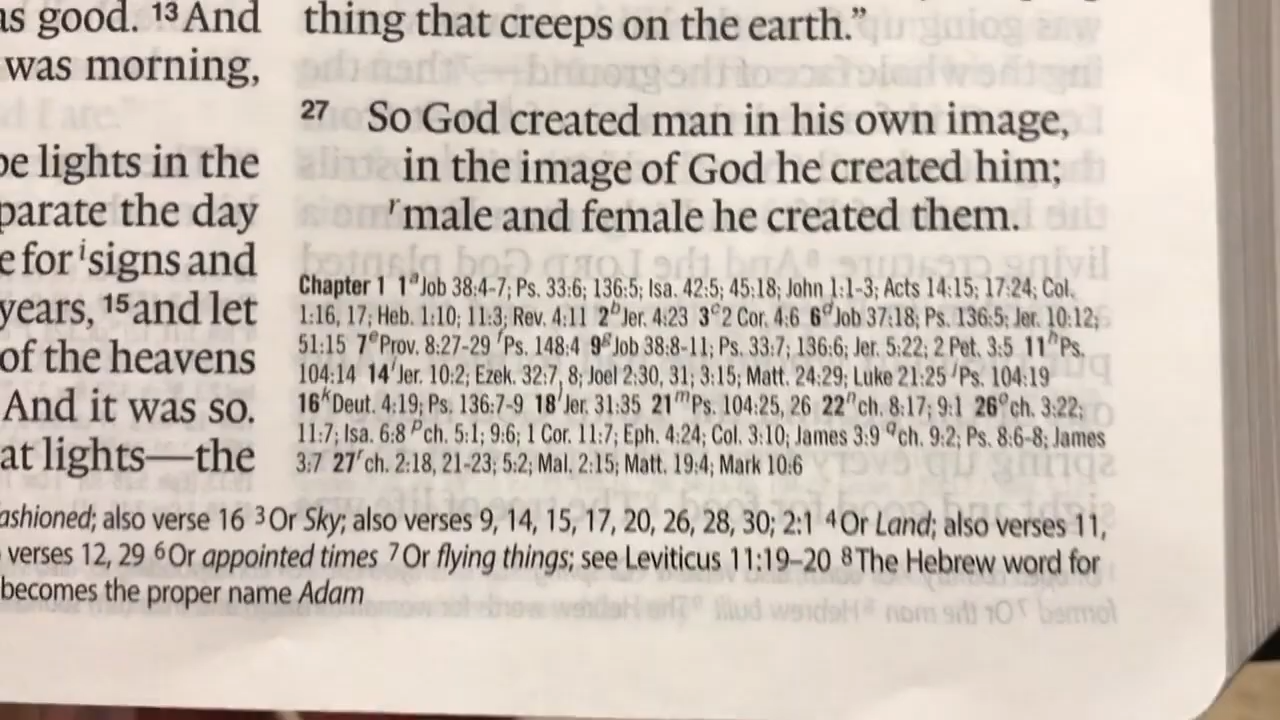 as good. 13 And
was morning,
be lights in the
parate the day
e for i signs and
years, 15 and let
of the heavens
And it was so.
at lights—the
thing that creeps on the earth.”
27 So God created man in his own image,
in the image of God he created him;
r male and female he created them.
Chapter 1 1 a Job 38:4-7; Ps. 33:6; 136:5; Isa. 42:5; 45:18; John 1:1-3; Acts 14:15; 17:24; Col.
1:16, 17; Heb. 1:10; 11:3; Rev. 4:11 2 b Jer. 4:23 3 c 2 Cor. 4:6 6 d Job 37:18; Ps. 136:5; Jer. 10:12;
51:15 7 e Prov. 8:27-29 f Ps. 148:4 9 g Job 38:8-11; Ps. 33:7; 136:6; Jer. 5:22; 2 Pet. 3:5 11 h Ps.
104:14 14 i Jer. 10:2; Ezek. 32:7, 8; Joel 2:30, 31; 3:15; Matt. 24:29; Luke 21:25 j Ps. 104:19
16 k Deut. 4:19; Ps. 136:7-9 18 l Jer. 31:35 21 m Ps. 104:25, 26 22 n ch. 8:17; 9:1 26 o ch. 3:22;
11:7; Isa. 6:8 p ch. 5:1; 9:6; 1 Cor. 11:7; Eph. 4:24; Col. 3:10; James 3:9 q ch. 9:2; Ps. 8:6-8; James
3:7 27 r ch. 2:18, 21-23; 5:2; Mal. 2:15; Matt. 19:4; Mark 10:6
ashioned; also verse 16 3 Or Sky; also verses 9, 14, 15, 17, 20, 26, 28, 30; 2:1 4 Or Land; also verses 11,
verses 12, 29 6 Or appointed times 7 Or flying things; see Leviticus 11:19–20 8 The Hebrew word for
becomes the proper name Adam